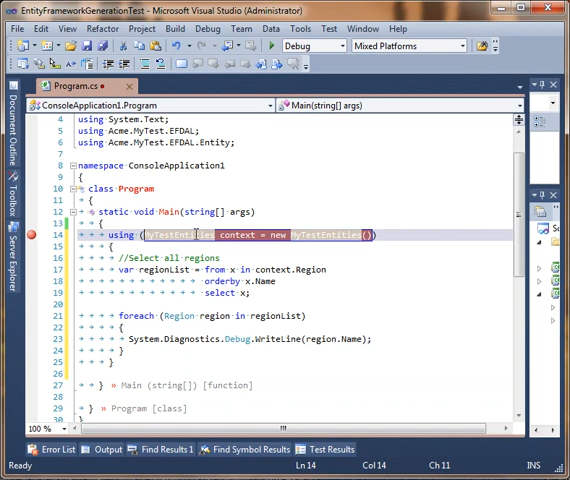 EntityFrameworkGenerationTest - Microsoft Visual Studio (Administrator)
File Edit View Refactor Project Build Debug Team Data Tools Test Window Help
Debug Mixed Platforms
Program.cs
ConsoleApplication1.Program Main(string[] args)
Document Outline
Toolbox
Server Explorer
4 using System.Text;
5 using Acme.MyTest.EFDAL;
6 using Acme.MyTest.EFDAL.Entity;
7
8 namespace ConsoleApplication1
9 {
10 class Program
11 {
12 static void Main(string[] args)
13 {
14 using (MyTestEntities context = new MyTestEntities())
15 {
16 //Select all regions
17 var regionList = from x in context.Region
18 orderby x.Name
19 select x;
20
21 foreach (Region region in regionList)
22 {
23 System.Diagnostics.Debug.WriteLine(region.Name);
24 }
25 }
26
27 } » Main (string[]) [function]
28
29 } » Program [class]
30
100 %
Error List Output Find Results 1 Find Symbol Results Test Results
Ready Ln 14 Col 14 Ch 11 INS